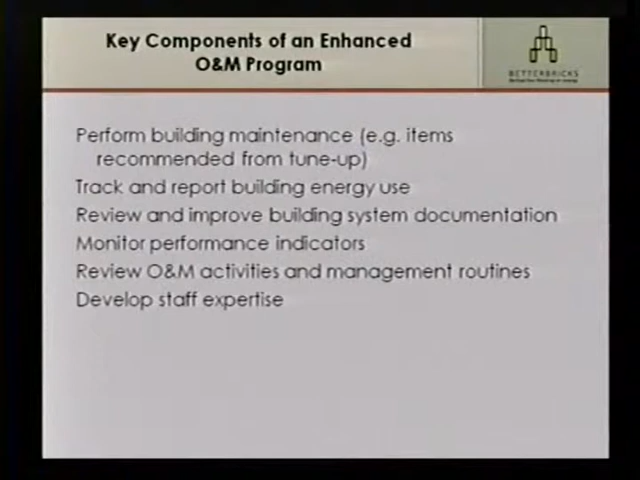 Key Components of an Enhanced
O&M Program
BETTERBRICKS
Perform building maintenance (e.g. items
recommended from tune-up)
Track and report building energy use
Review and improve building system documentation
Monitor performance indicators
Review O&M activities and management routines
Develop staff expertise